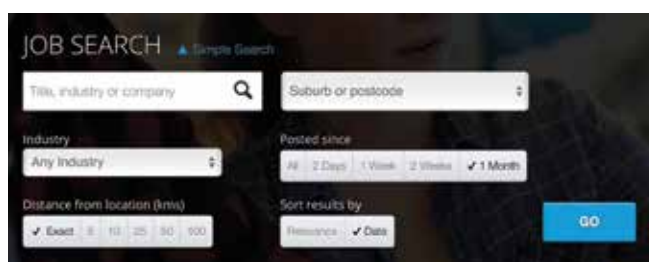 JOB SEARCH ▲ Simple Search
Title, industry or company
Suburb or postcode
Industry
Any Industry
Posted since
All 2 Days 1 Week 2 Weeks ✓ 1 Month
Distance from location (kms)
✓ Exact 5 10 25 50 100
Sort results by
Relevance ✓ Date
GO